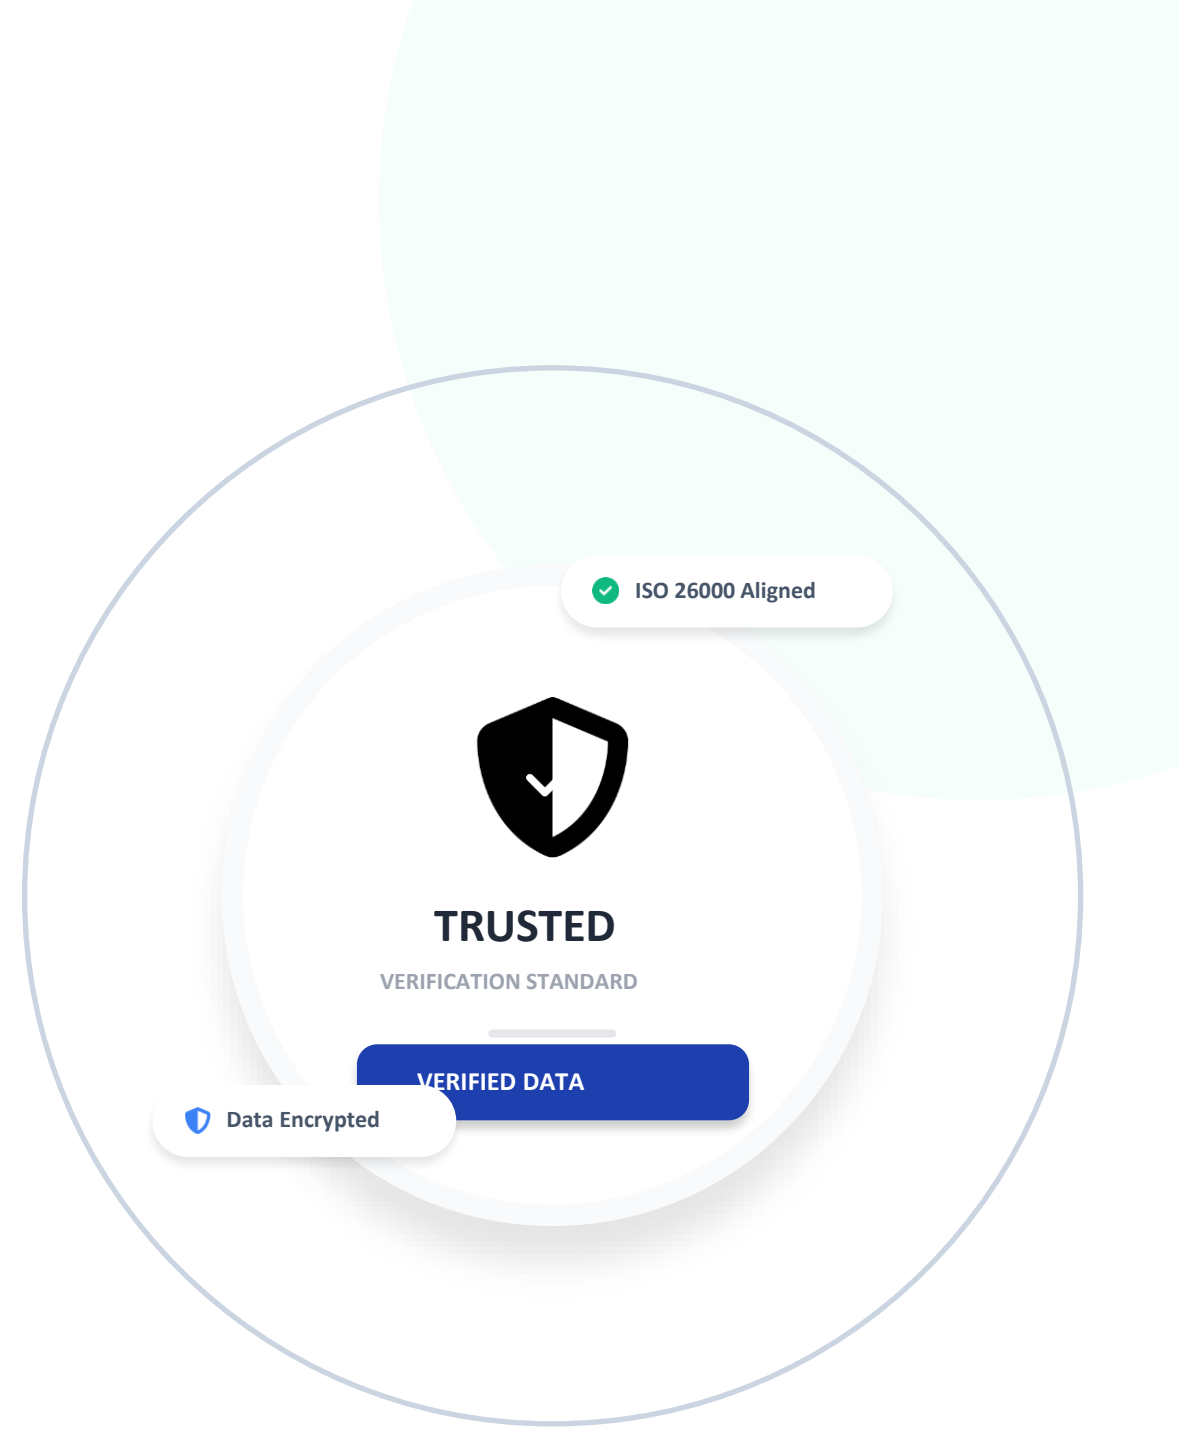 ISO 26000 Aligned
TRUSTED
VERIFICATION STANDARD
VERIFIED DATA
Data Encrypted